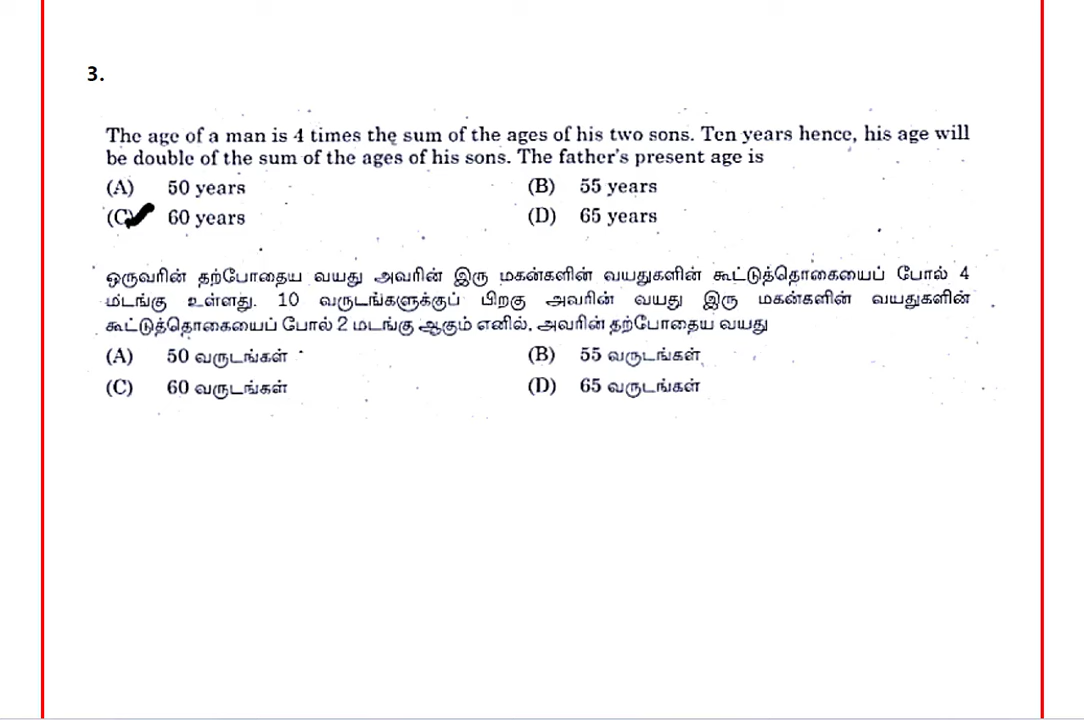 3.
The age of a man is 4 times the sum of the ages of his two sons. Ten years hence, his age will
be double of the sum of the ages of his sons. The father's present age is
(A) 50 years (B) 55 years
(C) 60 years (D) 65 years
ஒருவரின் தற்போதைய வயது அவரின் இரு மகன்களின் வயதுகளின் கூட்டுத்தொகையைப் போல் 4
மடங்கு உள்ளது. 10 வருடங்களுக்குப் பிறகு அவரின் வயது இரு மகன்களின் வயதுகளின்
கூட்டுத்தொகையைப் போல் 2 மடங்கு ஆகும் எனில், அவரின் தற்போதைய வயது
(A) 50 வருடங்கள் (B) 55 வருடங்கள்
(C) 60 வருடங்கள் (D) 65 வருடங்கள்